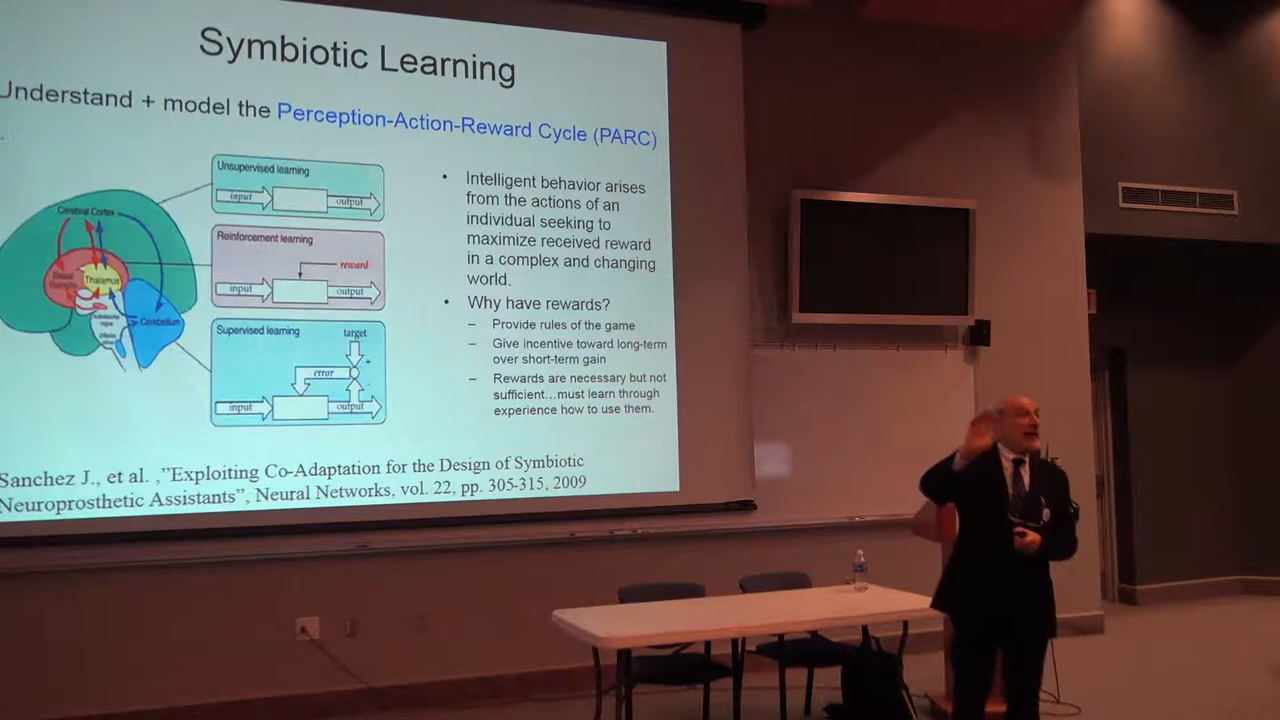 Symbiotic Learning
Understand + model the Perception-Action-Reward Cycle (PARC)
Cerebral Cortex
Basal
Ganglia
Thalamus
Cerebellum
Unsupervised learning
input
output
Reinforcement learning
reward
input
output
Supervised learning
target
+
error
-
input
output
• Intelligent behavior arises
from the actions of an
individual seeking to
maximize received reward
in a complex and changing
world.
• Why have rewards?
– Provide rules of the game
– Give incentive toward long-term
over short-term gain
– Rewards are necessary but not
sufficient…must learn through
experience how to use them.
Sanchez J., et al. ,”Exploiting Co-Adaptation for the Design of Symbiotic
Neuroprosthetic Assistants”, Neural Networks, vol. 22, pp. 305-315, 2009